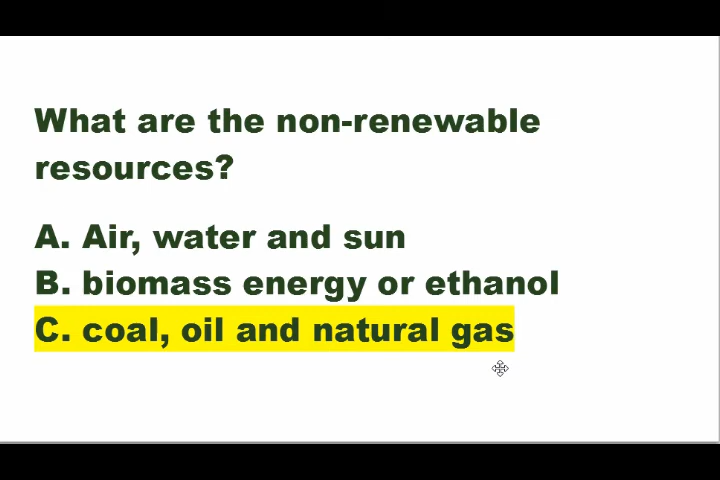 What are the non-renewable
resources?
A. Air, water and sun
B. biomass energy or ethanol
C. coal, oil and natural gas